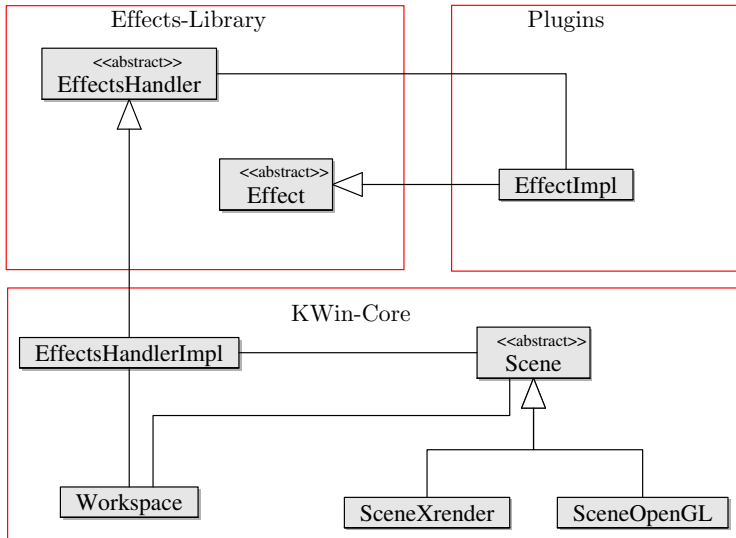 Effects-Library
Plugins
<<abstract>>
EffectsHandler
<<abstract>>
Effect
EffectImpl
KWin-Core
EffectsHandlerImpl
<<abstract>>
Scene
Workspace
SceneXrender
SceneOpenGL